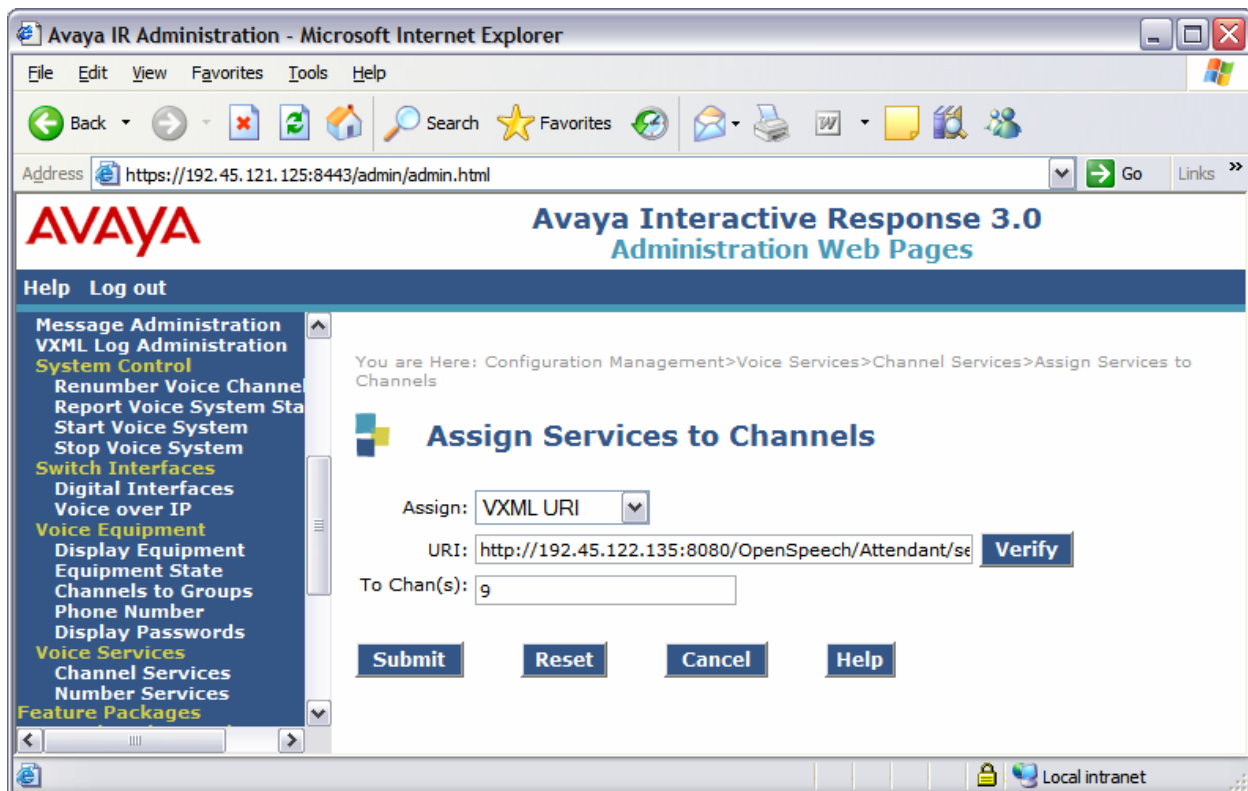 Avaya IR Administration - Microsoft Internet Explorer
File Edit View Favorites Tools Help
Back Search Favorites W
Address https://192.45.121.125:8443/admin/admin.html Go Links »
AVAYA
Avaya Interactive Response 3.0
Administration Web Pages
Help Log out
Message Administration
VXML Log Administration
System Control
Renumber Voice Channel
Report Voice System Sta
Start Voice System
Stop Voice System
Switch Interfaces
Digital Interfaces
Voice over IP
Voice Equipment
Display Equipment
Equipment State
Channels to Groups
Phone Number
Display Passwords
Voice Services
Channel Services
Number Services
Feature Packages
You are Here: Configuration Management>Voice Services>Channel Services>Assign Services to
Channels
Assign Services to Channels
Assign: VXML URI
URI: http://192.45.122.135:8080/OpenSpeech/Attendant/se Verify
To Chan(s): 9
Submit Reset Cancel Help
Local intranet